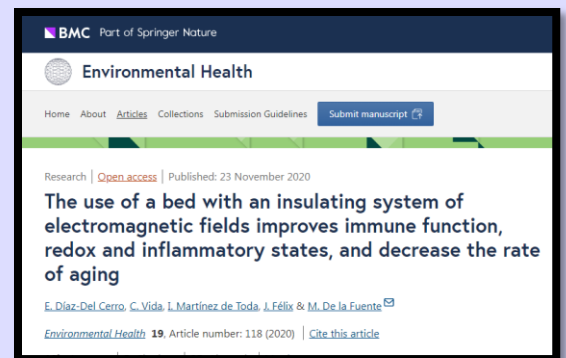 BMC Part of Springer Nature
Environmental Health
Home About Articles Collections Submission Guidelines Submit manuscript
Research | Open access | Published: 23 November 2020
The use of a bed with an insulating system of
electromagnetic fields improves immune function,
redox and inflammatory states, and decrease the rate
of aging
E. Díaz-Del Cerro, C. Vida, I. Martínez de Toda, J. Félix & M. De la Fuente
Environmental Health 19, Article number: 118 (2020) | Cite this article